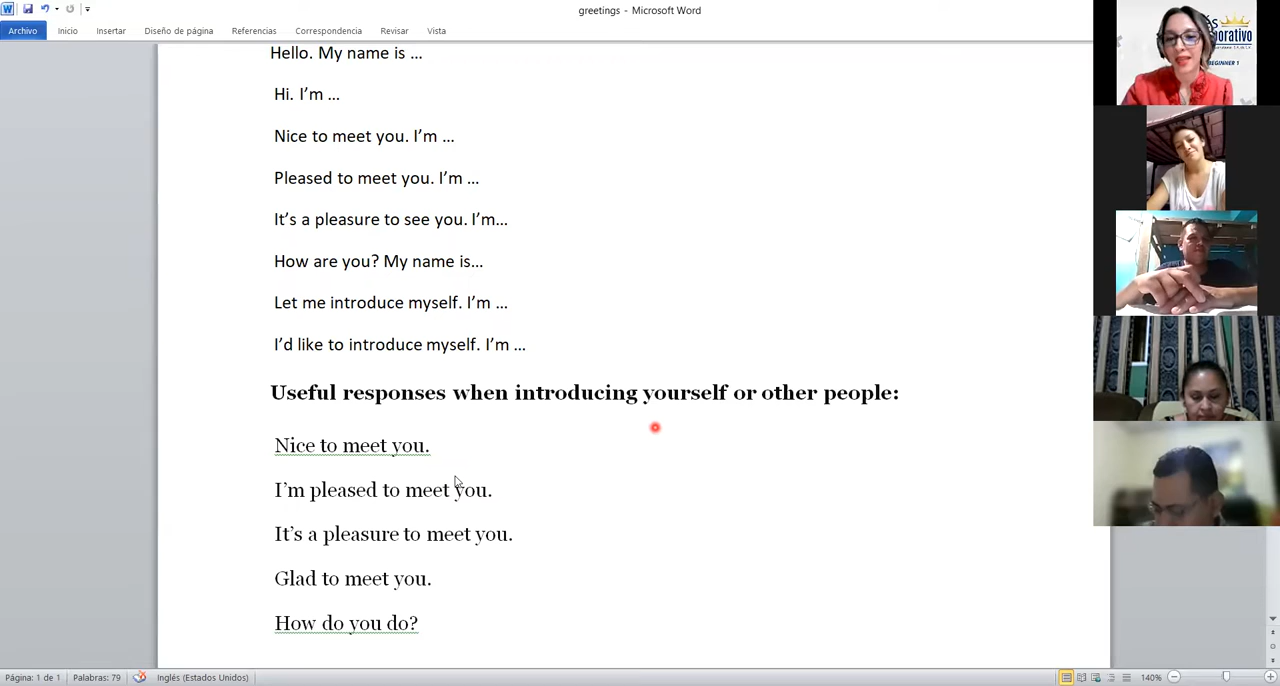 greetings - Microsoft Word
Archivo Inicio Insertar Diseño de página Referencias Correspondencia Revisar Vista
Hello. My name is ...
Hi. I'm ...
Nice to meet you. I'm ...
Pleased to meet you. I'm ...
It's a pleasure to see you. I'm...
How are you? My name is...
Let me introduce myself. I'm ...
I'd like to introduce myself. I'm ...
Useful responses when introducing yourself or other people:
Nice to meet you.
I'm pleased to meet you.
It's a pleasure to meet you.
Glad to meet you.
How do you do?
BEGINNER 1
Página: 1 de 1 Palabras: 79 Inglés (Estados Unidos) 140%